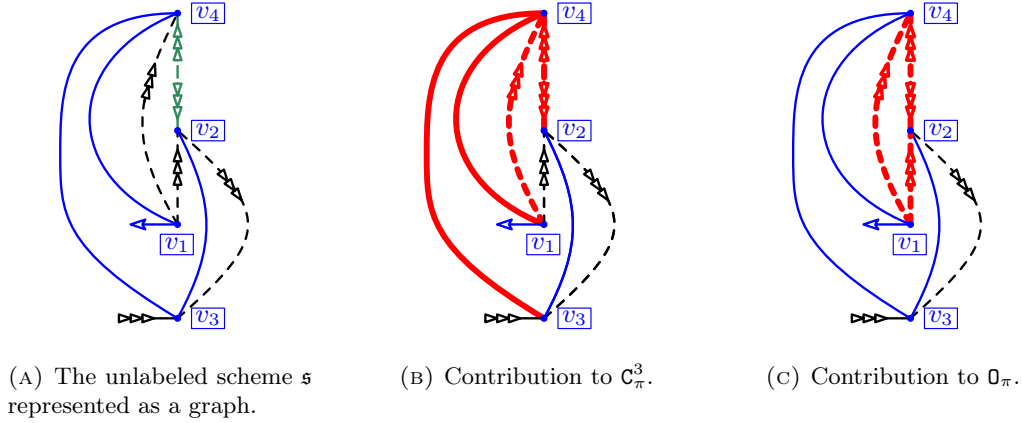 v4
v4
v4
v2
v2
v2
v1
v1
v1
v3
v3
v3
(A) The unlabeled scheme 𝔰
represented as a graph.
(B) Contribution to C³π.
(C) Contribution to Oπ.